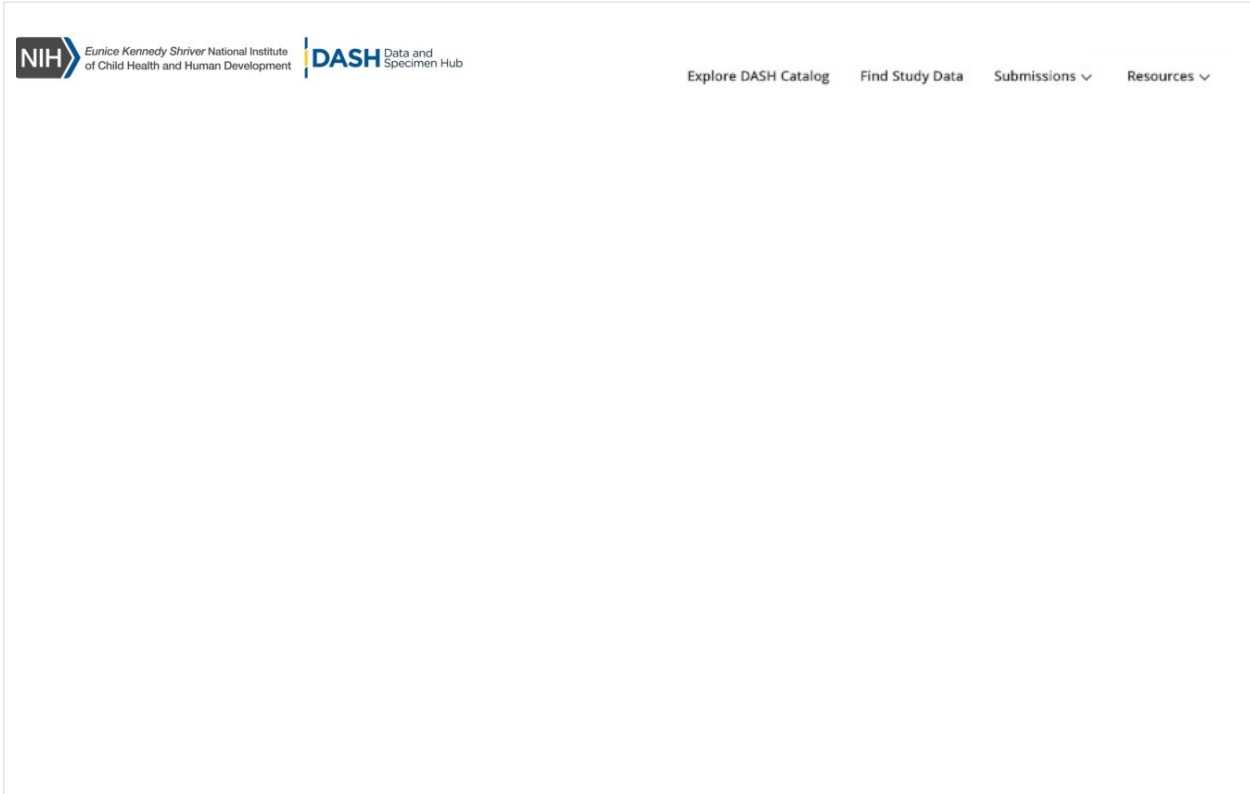 NIH
Eunice Kennedy Shriver National Institute
of Child Health and Human Development
DASH
Data and
Specimen Hub
Explore DASH Catalog
Find Study Data
Submissions
Resources